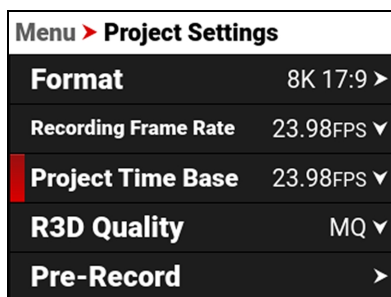 Menu > Project Settings
Format 8K 17:9 >
Recording Frame Rate 23.98FPS
Project Time Base 23.98FPS
R3D Quality MQ
Pre-Record >